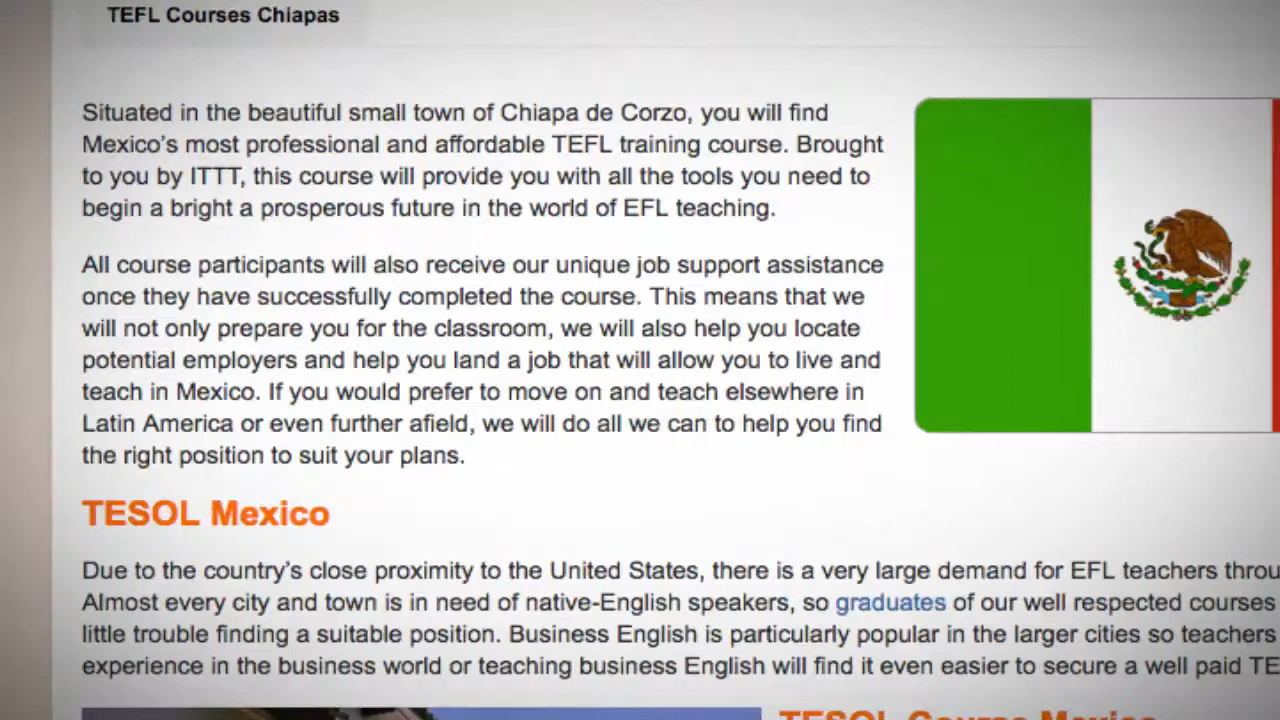 TEFL Courses Chiapas
Situated in the beautiful small town of Chiapa de Corzo, you will find
Mexico's most professional and affordable TEFL training course. Brought
to you by ITTT, this course will provide you with all the tools you need to
begin a bright a prosperous future in the world of EFL teaching.
All course participants will also receive our unique job support assistance
once they have successfully completed the course. This means that we
will not only prepare you for the classroom, we will also help you locate
potential employers and help you land a job that will allow you to live and
teach in Mexico. If you would prefer to move on and teach elsewhere in
Latin America or even further afield, we will do all we can to help you find
the right position to suit your plans.
TESOL Mexico
Due to the country's close proximity to the United States, there is a very large demand for EFL teachers
Almost every city and town is in need of native-English speakers, so graduates of our well respected courses
little trouble finding a suitable position. Business English is particularly popular in the larger cities so teachers
experience in the business world or teaching business English will find it even easier to secure a well paid
TESOL Course Mexico